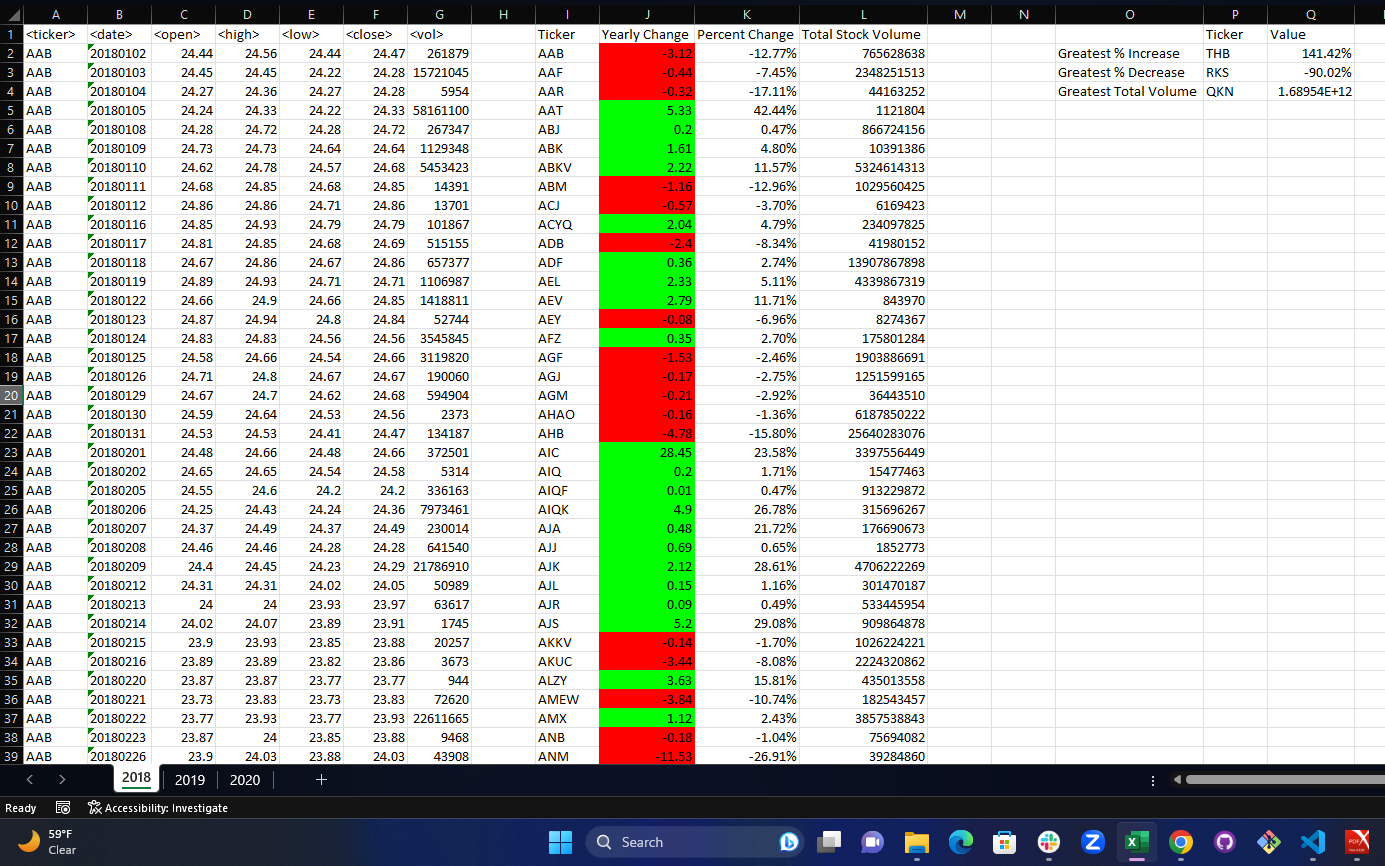 A B C D E F G H I J K L M N O P Q
1 <ticker> <date> <open> <high> <low> <close> <vol> Ticker Yearly Change Percent Change Total Stock Volume Ticker Value
2 AAB 20180102 24.44 24.56 24.44 24.47 261879 AAB -3.12 -12.77% 765628638 Greatest % Increase THB 141.42%
3 AAB 20180103 24.45 24.45 24.22 24.28 15721045 AAF -0.44 -7.45% 2348251513 Greatest % Decrease RKS -90.02%
4 AAB 20180104 24.27 24.36 24.27 24.28 5954 AAR -0.32 -17.11% 44163252 Greatest Total Volume QKN 1.68954E+12
5 AAB 20180105 24.24 24.33 24.22 24.33 58161100 AAT 5.33 42.44% 1121804
6 AAB 20180108 24.28 24.72 24.28 24.72 267347 ABJ 0.2 0.47% 866724156
7 AAB 20180109 24.73 24.73 24.64 24.64 1129348 ABK 1.61 4.80% 10391386
8 AAB 20180110 24.62 24.78 24.57 24.68 5453423 ABKV 2.22 11.57% 5324614313
9 AAB 20180111 24.68 24.85 24.68 24.85 14391 ABM -1.16 -12.96% 1029560425
10 AAB 20180112 24.86 24.86 24.71 24.86 13701 ACJ -0.57 -3.70% 6169423
11 AAB 20180116 24.85 24.93 24.79 24.79 101867 ACYQ 2.04 4.79% 234097825
12 AAB 20180117 24.81 24.85 24.68 24.69 515155 ADB -2.4 -8.34% 41980152
13 AAB 20180118 24.67 24.86 24.67 24.86 657377 ADF 0.36 2.74% 13907867898
14 AAB 20180119 24.89 24.93 24.71 24.71 1106987 AEL 2.33 5.11% 4339867319
15 AAB 20180122 24.66 24.9 24.66 24.85 1418811 AEV 2.79 11.71% 843970
16 AAB 20180123 24.87 24.94 24.8 24.84 52744 AEY -0.08 -6.96% 8274367
17 AAB 20180124 24.83 24.83 24.56 24.56 3545845 AFZ 0.35 2.70% 175801284
18 AAB 20180125 24.58 24.66 24.54 24.66 3119820 AGF -1.53 -2.46% 1903886691
19 AAB 20180126 24.71 24.8 24.67 24.67 190060 AGJ -0.17 -2.75% 1251599165
20 AAB 20180129 24.67 24.7 24.62 24.68 594904 AGM -0.21 -2.92% 36443510
21 AAB 20180130 24.59 24.64 24.53 24.56 2373 AHAO -0.16 -1.36% 6187850222
22 AAB 20180131 24.53 24.53 24.41 24.47 134187 AHB -4.78 -15.80% 25640283076
23 AAB 20180201 24.48 24.66 24.48 24.66 372501 AIC 28.45 23.58% 3397556449
24 AAB 20180202 24.65 24.65 24.54 24.58 5314 AIQ 0.2 1.71% 15477463
25 AAB 20180205 24.55 24.6 24.2 24.2 336163 AIQF 0.01 0.47% 913229872
26 AAB 20180206 24.25 24.43 24.24 24.36 7973461 AIQK 4.9 26.78% 315696267
27 AAB 20180207 24.37 24.49 24.37 24.49 230014 AJA 0.48 21.72% 176690673
28 AAB 20180208 24.46 24.46 24.28 24.28 641540 AJJ 0.69 0.65% 1852773
29 AAB 20180209 24.4 24.45 24.23 24.29 21786910 AJK 2.12 28.61% 4706222269
30 AAB 20180212 24.31 24.31 24.02 24.05 50989 AJL 0.15 1.16% 301470187
31 AAB 20180213 24 24 23.93 23.97 63617 AJR 0.09 0.49% 533445954
32 AAB 20180214 24.02 24.07 23.89 23.91 1745 AJS 5.2 29.08% 909864878
33 AAB 20180215 23.9 23.93 23.85 23.88 20257 AKKV -0.14 -1.70% 1026224221
34 AAB 20180216 23.89 23.89 23.82 23.86 3673 AKUC -3.44 -8.08% 2224320862
35 AAB 20180220 23.87 23.87 23.77 23.77 944 ALZY 3.63 15.81% 435013558
36 AAB 20180221 23.73 23.83 23.73 23.83 72620 AMEW -3.84 -10.74% 182543457
37 AAB 20180222 23.77 23.93 23.77 23.93 22611665 AMX 1.12 2.43% 3857538843
38 AAB 20180223 23.87 24 23.85 23.88 9468 ANB -0.18 -1.04% 75694082
39 AAB 20180226 23.9 24.03 23.88 24.03 43908 ANM -11.53 -26.91% 39284860
2018 2019 2020
Ready Accessibility: Investigate
59°F
Clear
Search